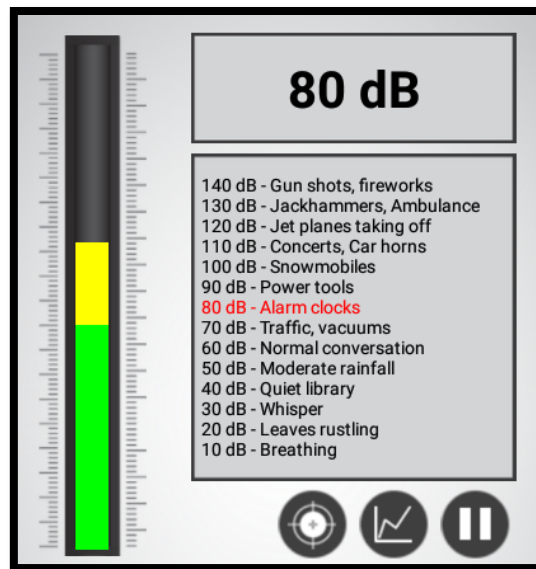 80 dB
140 dB - Gun shots, fireworks
130 dB - Jackhammers, Ambulance
120 dB - Jet planes taking off
110 dB - Concerts, Car horns
100 dB - Snowmobiles
90 dB - Power tools
80 dB - Alarm clocks
70 dB - Traffic, vacuums
60 dB - Normal conversation
50 dB - Moderate rainfall
40 dB - Quiet library
30 dB - Whisper
20 dB - Leaves rustling
10 dB - Breathing